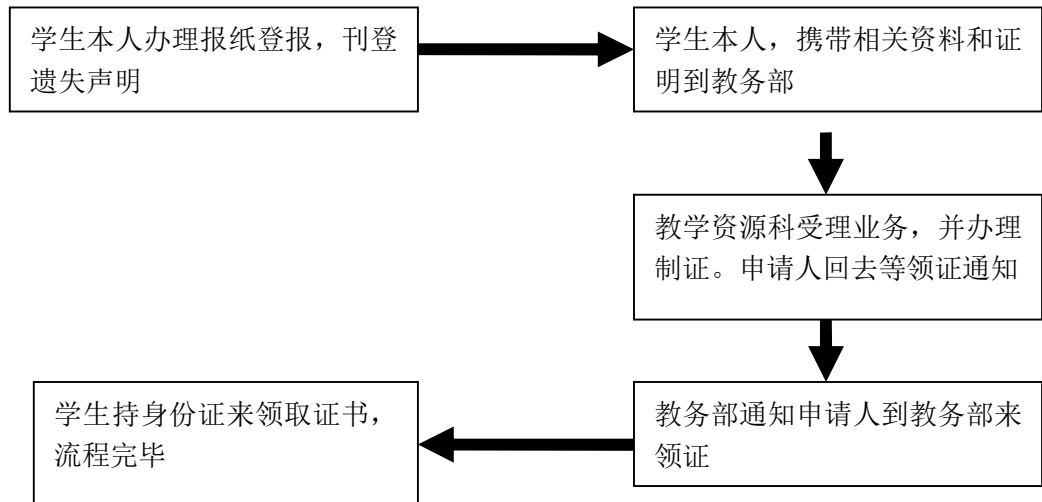 学生本人办理报纸登报，刊登
遗失声明
学生本人，携带相关资料和证
明到教务部
教学资源科受理业务，并办理
制证。申请人回去等领证通知
教务部通知申请人到教务部来
领证
学生持身份证来领取证书，
流程完毕